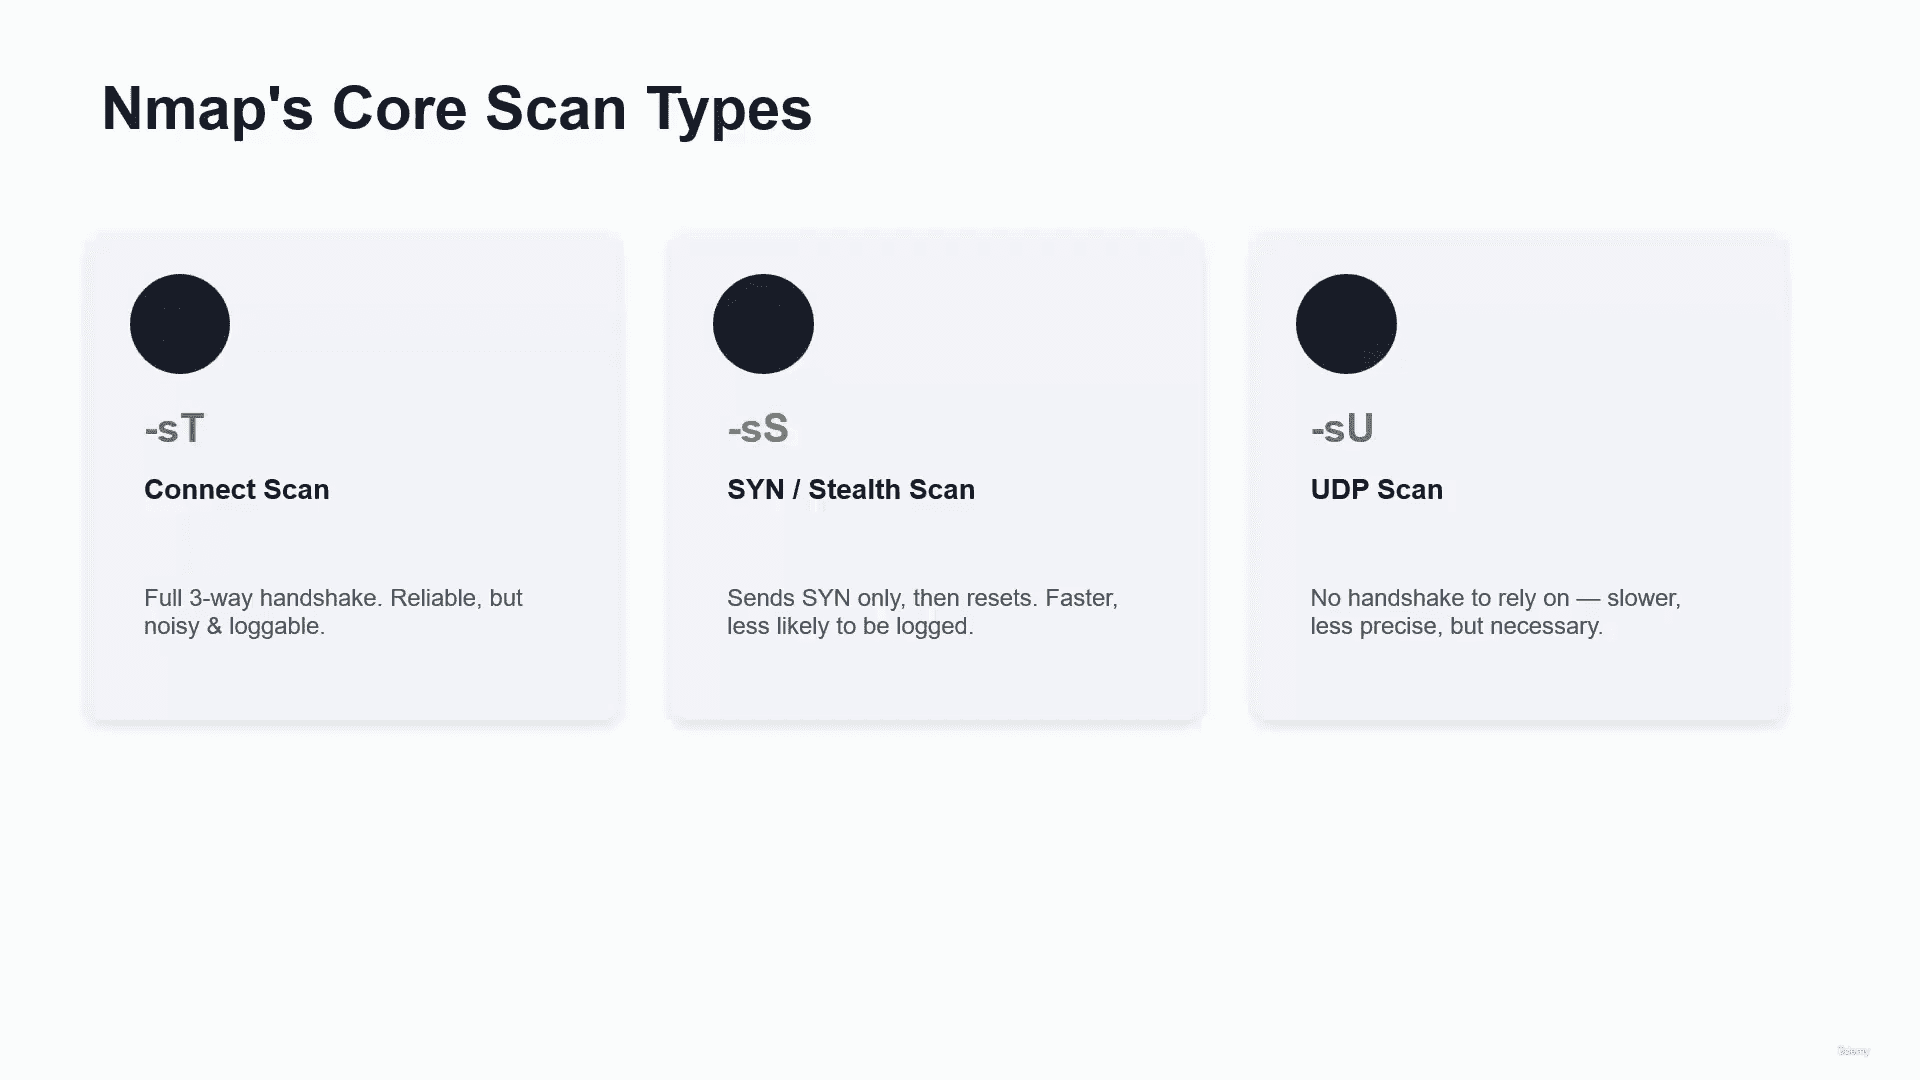 Nmap's Core Scan Types
-sT
Connect Scan
Full 3-way handshake. Reliable, but
noisy & loggable.
-sS
SYN / Stealth Scan
Sends SYN only, then resets. Faster,
less likely to be logged.
-sU
UDP Scan
No handshake to rely on — slower,
less precise, but necessary.
Udemy